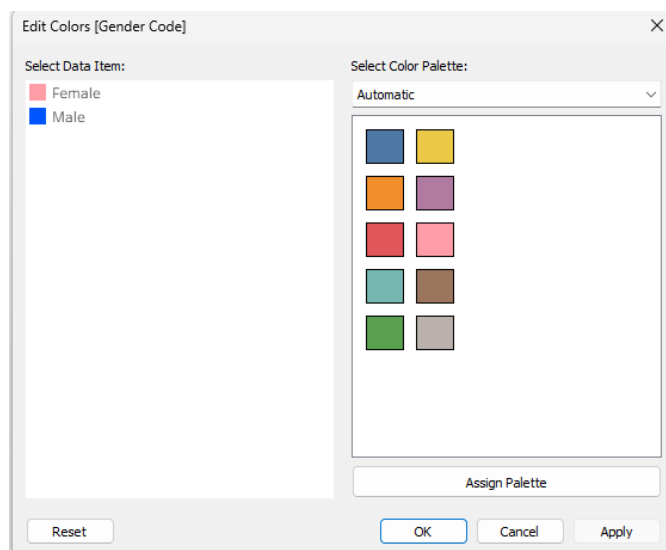 Edit Colors [Gender Code]
Select Data Item:
Female
Male
Select Color Palette:
Automatic
Assign Palette
Reset
OK
Cancel
Apply